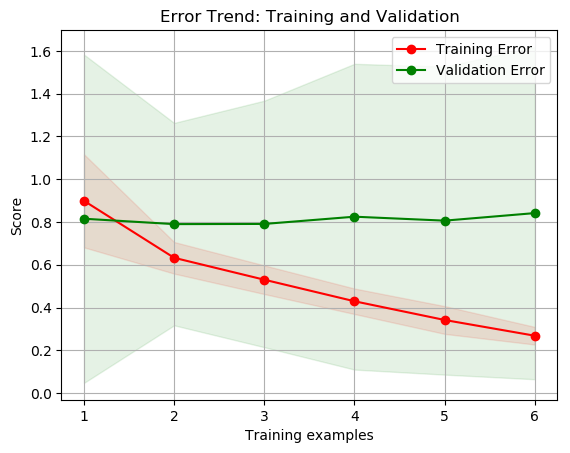 Error Trend: Training and Validation
Training Error
Validation Error
Score
1.6
1.4
1.2
1.0
0.8
0.6
0.4
0.2
0.0
1 2 3 4 5 6
Training examples